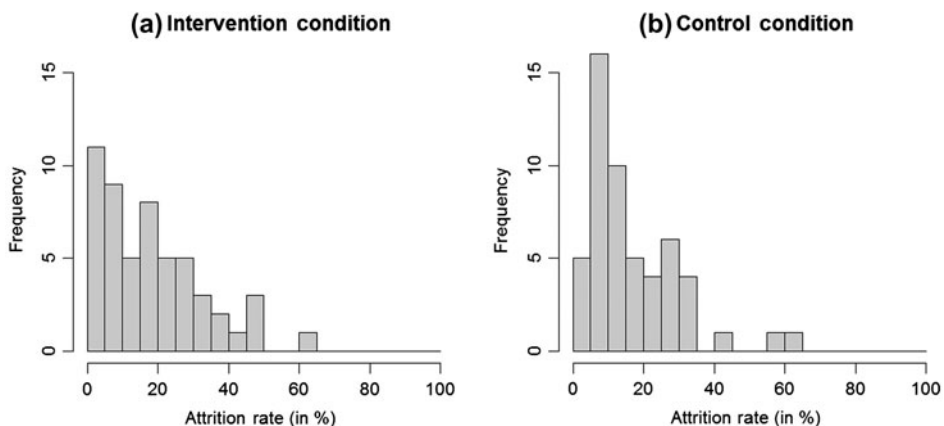 (a) Intervention condition
15
10
5
0
Frequency
0 20 40 60 80 100
Attrition rate (in %)
(b) Control condition
15
10
5
0
Frequency
0 20 40 60 80 100
Attrition rate (in %)